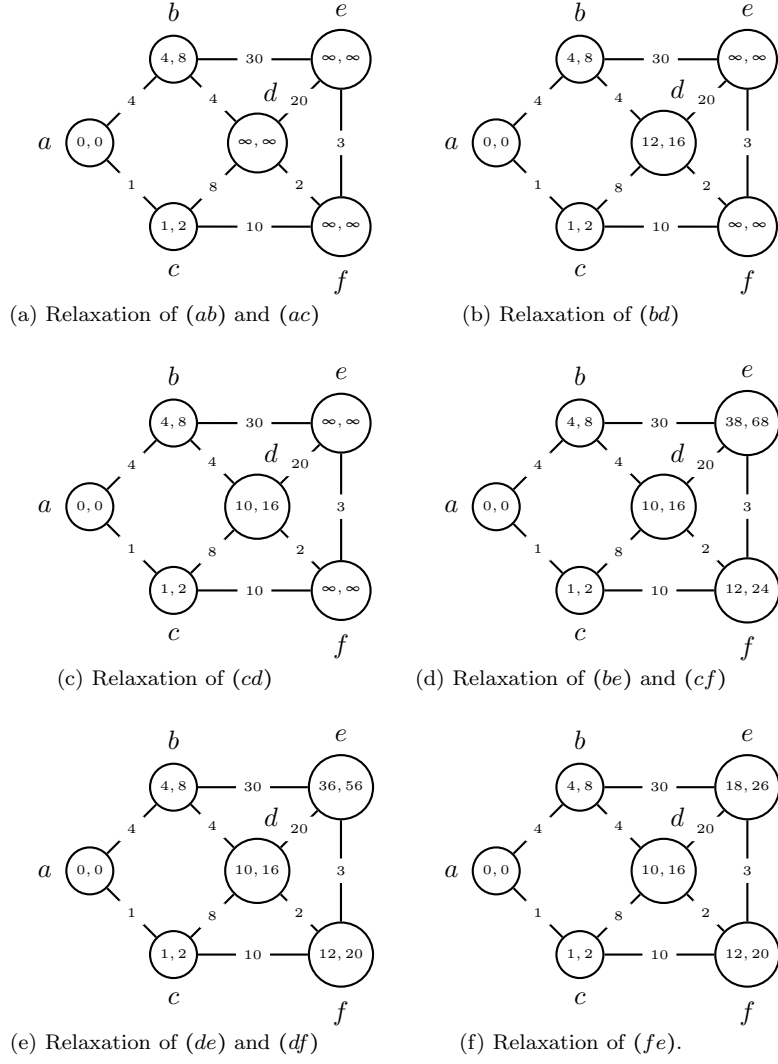 b e
4, 8 30 ∞, ∞
d
4 4 20
a 0, 0 ∞, ∞ 3
1 8 2
1, 2 10 ∞, ∞
c f
(a) Relaxation of (ab) and (ac)
b e
4, 8 30 ∞, ∞
d
4 4 20
a 0, 0 12, 16 3
1 8 2
1, 2 10 ∞, ∞
c f
(b) Relaxation of (bd)
b e
4, 8 30 ∞, ∞
d
4 4 20
a 0, 0 10, 16 3
1 8 2
1, 2 10 ∞, ∞
c f
(c) Relaxation of (cd)
b e
4, 8 30 38, 68
d
4 4 20
a 0, 0 10, 16 3
1 8 2
1, 2 10 12, 24
c f
(d) Relaxation of (be) and (cf)
b e
4, 8 30 36, 56
d
4 4 20
a 0, 0 10, 16 3
1 8 2
1, 2 10 12, 20
c f
(e) Relaxation of (de) and (df)
b e
4, 8 30 18, 26
d
4 4 20
a 0, 0 10, 16 3
1 8 2
1, 2 10 12, 20
c f
(f) Relaxation of (fe).